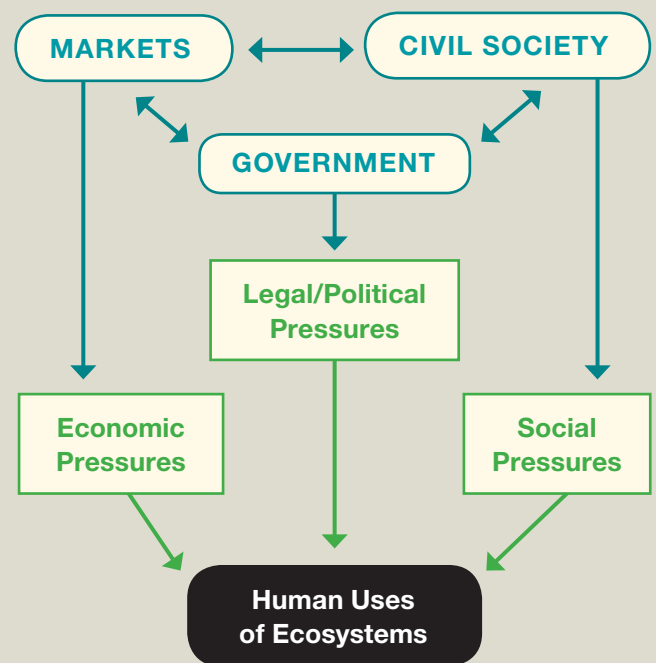 MARKETS
CIVIL SOCIETY
GOVERNMENT
Legal/Political
Pressures
Economic
Pressures
Social
Pressures
Human Uses
of Ecosystems